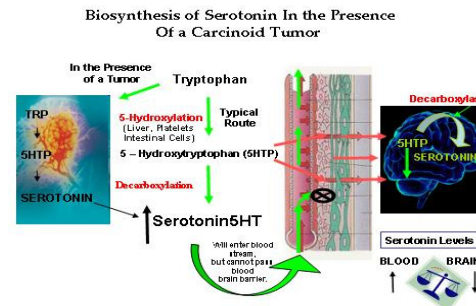 Biosynthesis of Serotonin In the Presence
Of a Carcinoid Tumor
In the Presence
of a Tumor
Tryptophan
TRP
5HTP
SEROTONIN
5-Hydroxylation
(Liver, Platelets
Intestinal Cells)
Typical
Route
5 – Hydroxytryptophan (5HTP)
Decarboxylation
Serotonin5HT
Will enter blood
stream,
but cannot pass
blood
brain barrier.
5HTP
SEROTONIN
Serotonin Levels
BLOOD
BRAIN